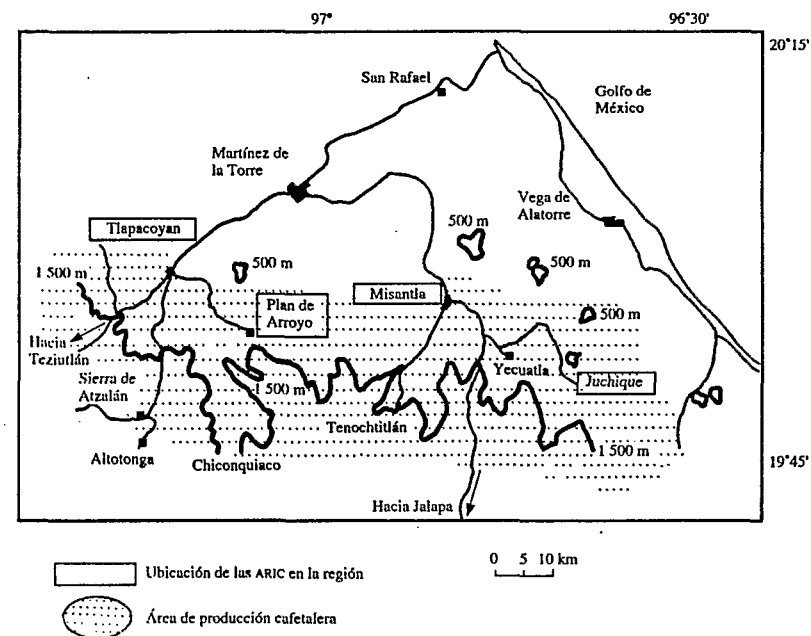 97°
96°30'
20°15'
San Rafael
Golfo de
México
Martínez de
la Torre
Vega de
Alatorre
Tlapacoyan
500 m
1 500 m
500 m
500 m
Misantla
Plan de
Arroyo
500 m
Hacia
Teziutlán
Yecuatla
Juchique
Sierra de
Atzalán
1 500 m
Tenochtitlán
Altotonga
Chiconquiaco
1 500 m
19°45'
Hacia Jalapa
Ubicación de las ARIC en la región
0 5 10 km
Área de producción cafetalera